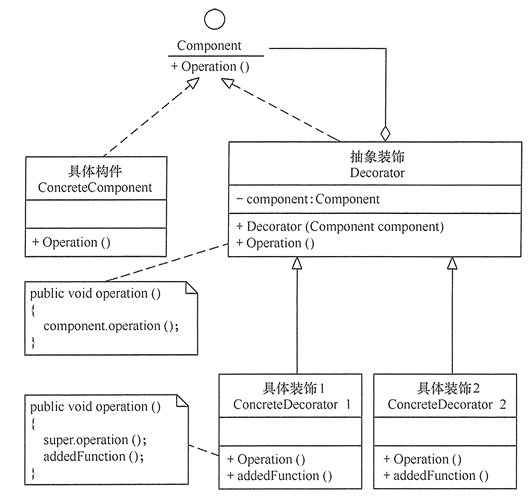 Component
+ Operation ()
具体构件
ConcreteComponent
+ Operation ()
抽象装饰
Decorator
- component:Component
+ Decorator (Component component)
+ Operation ()
public void operation ()
{
component.operation ();
}
具体装饰1
ConcreteDecorator 1
+ Operation ()
+ addedFunction ()
具体装饰2
ConcreteDecorator 2
+ Operation ()
+ addedFunction ()
public void operation ()
{
super.operation ();
addedFunction ();
}